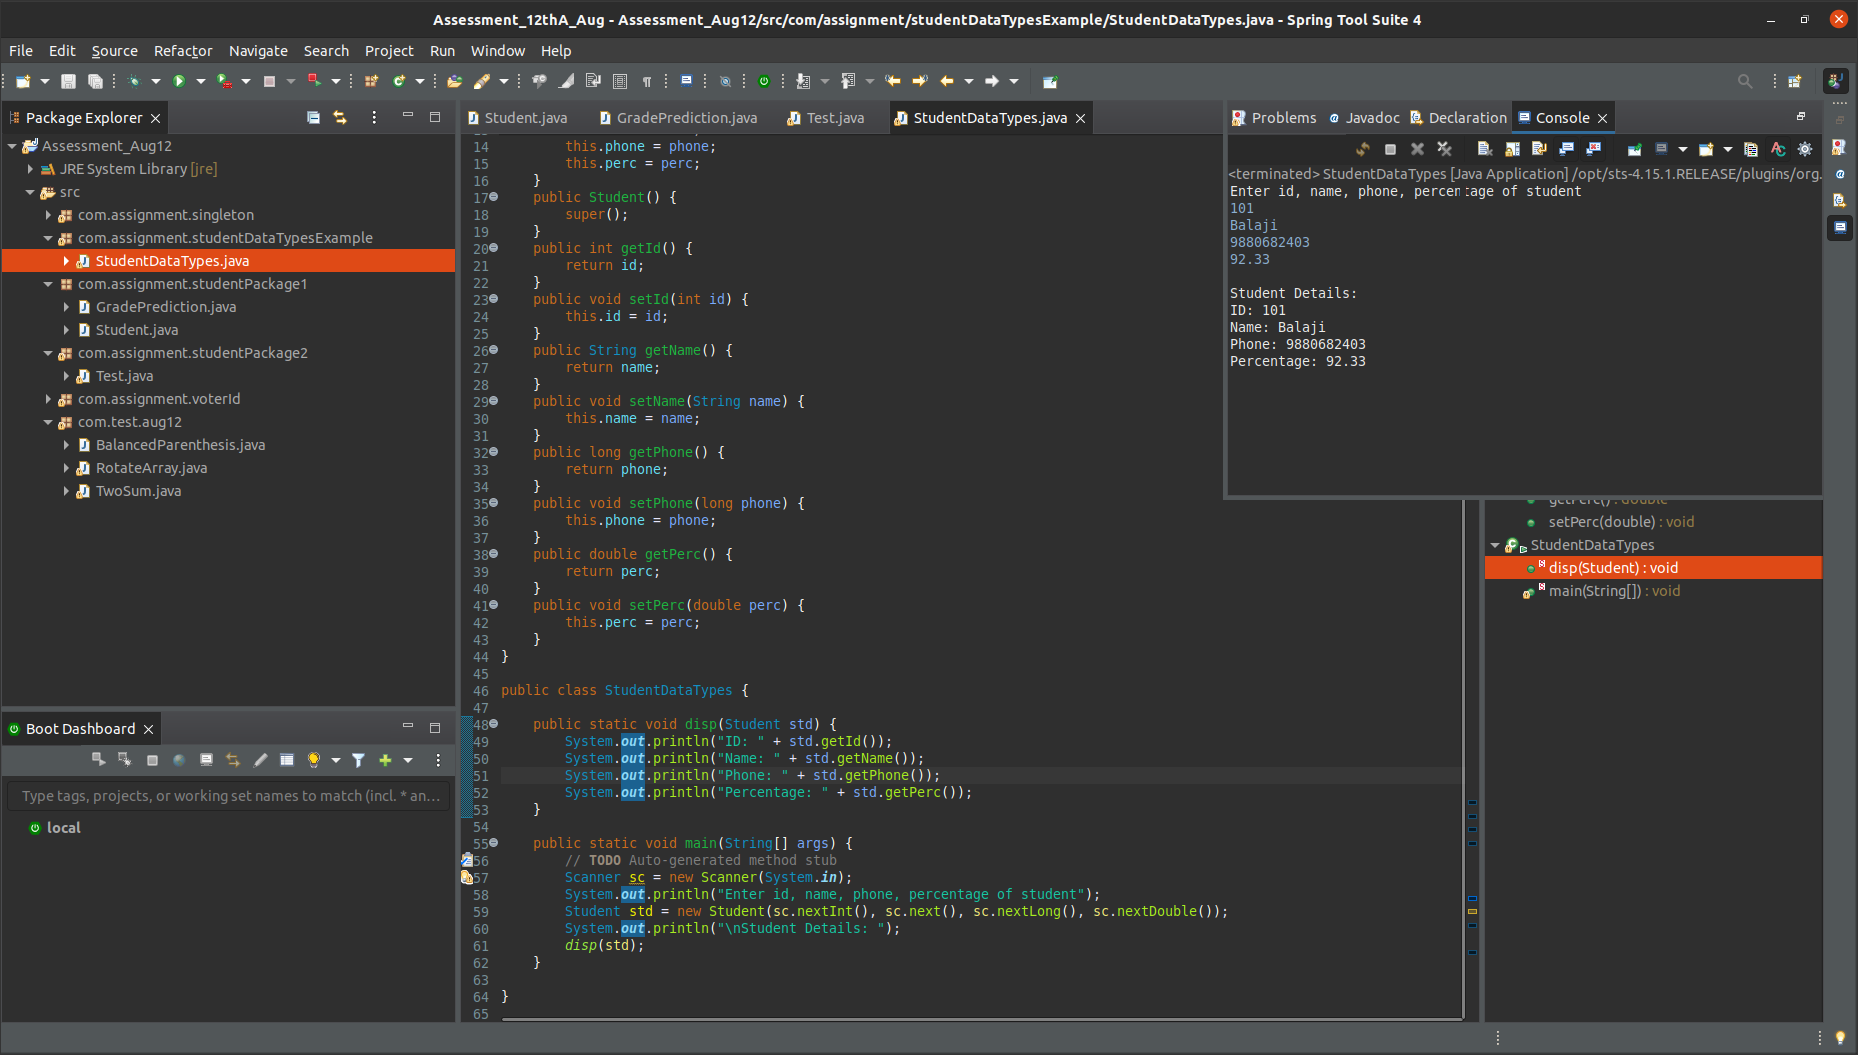 Assessment_12thA_Aug - Assessment_Aug12/src/com/assignment/studentDataTypesExample/StudentDataTypes.java - Spring Tool Suite 4
File Edit Source Refactor Navigate Search Project Run Window Help
Package Explorer
Assessment_Aug12
JRE System Library [jre]
src
com.assignment.singleton
com.assignment.studentDataTypesExample
StudentDataTypes.java
com.assignment.studentPackage1
GradePrediction.java
Student.java
com.assignment.studentPackage2
Test.java
com.assignment.voterId
com.test.aug12
BalancedParenthesis.java
RotateArray.java
TwoSum.java
Boot Dashboard
Type tags, projects, or working set names to match (incl. * an...
local
Student.java GradePrediction.java Test.java StudentDataTypes.java
14 this.phone = phone;
15 this.perc = perc;
16 }
17 public Student() {
18 super();
19 }
20 public int getId() {
21 return id;
22 }
23 public void setId(int id) {
24 this.id = id;
25 }
26 public String getName() {
27 return name;
28 }
29 public void setName(String name) {
30 this.name = name;
31 }
32 public long getPhone() {
33 return phone;
34 }
35 public void setPhone(long phone) {
36 this.phone = phone;
37 }
38 public double getPerc() {
39 return perc;
40 }
41 public void setPerc(double perc) {
42 this.perc = perc;
43 }
44 }
45
46 public class StudentDataTypes {
47
48 public static void disp(Student std) {
49 System.out.println("ID: " + std.getId());
50 System.out.println("Name: " + std.getName());
51 System.out.println("Phone: " + std.getPhone());
52 System.out.println("Percentage: " + std.getPerc());
53 }
54
55 public static void main(String[] args) {
56 // TODO Auto-generated method stub
57 Scanner sc = new Scanner(System.in);
58 System.out.println("Enter id, name, phone, percentage of student");
59 Student std = new Student(sc.nextInt(), sc.next(), sc.nextLong(), sc.nextDouble());
60 System.out.println("\nStudent Details: ");
61 disp(std);
62 }
63
64 }
65
Problems Javadoc Declaration Console
<terminated> StudentDataTypes [Java Application] /opt/sts-4.15.1.RELEASE/plugins/org.
Enter id, name, phone, percentage of student
101
Balaji
9880682403
92.33
Student Details:
ID: 101
Name: Balaji
Phone: 9880682403
Percentage: 92.33
getPerc() : double
setPerc(double) : void
StudentDataTypes
disp(Student) : void
main(String[]) : void